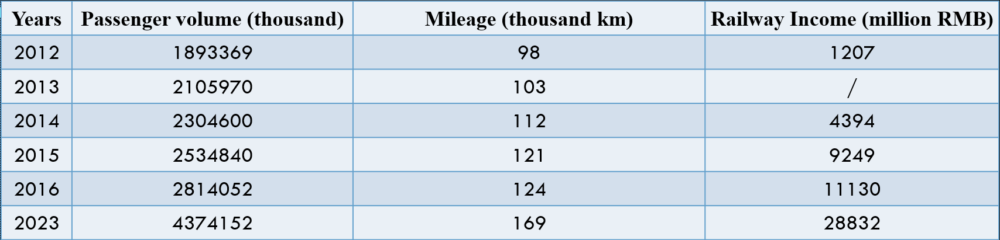 Years Passenger volume (thousand) Mileage (thousand km) Railway Income (million RMB)
2012 1893369 98 1207
2013 2105970 103 /
2014 2304600 112 4394
2015 2534840 121 9249
2016 2814052 124 11130
2023 4374152 169 28832